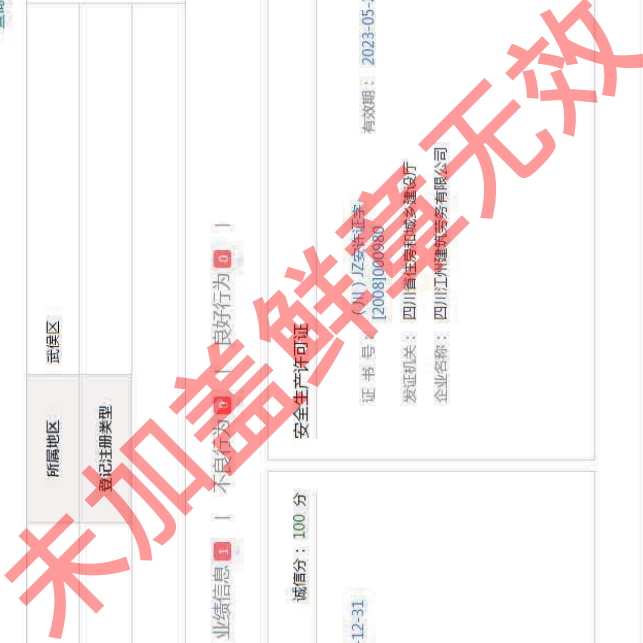 所属地区
武侯区
登记注册类型
业绩信息 1 | 不良行为 0 | 良好行为 0 |
诚信分：100 分
-12-31
安全生产许可证
证 书 号：（川）JZ安许证字[2008]000980
有效期：2023-05-
发证机关：四川省住房和城乡建设厅
企业名称：四川江州建筑劳务有限公司
未加盖鲜章无效